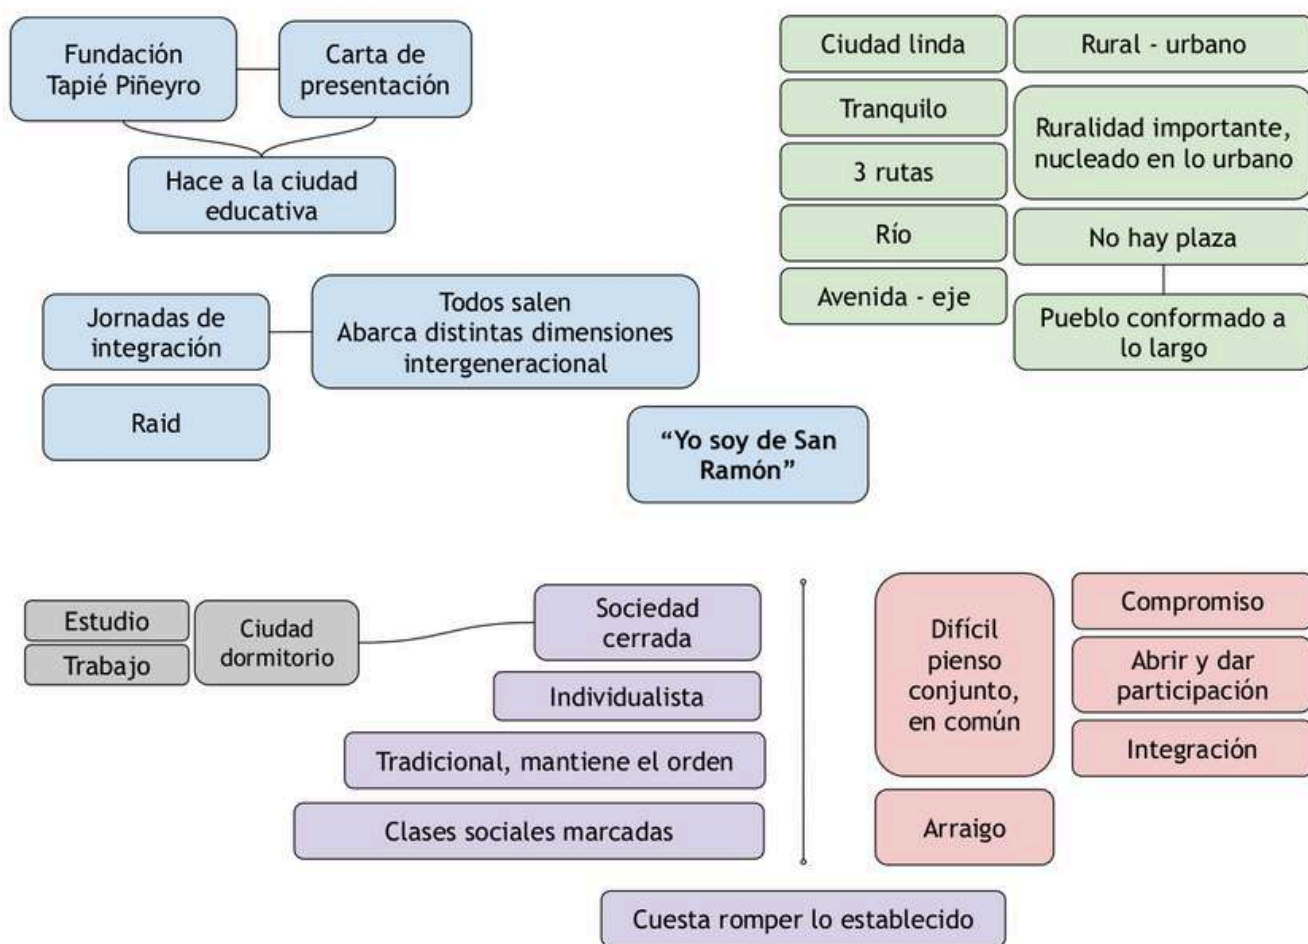 Fundación
Tapié Piñeyro
Carta de
presentación
Hace a la ciudad
educativa
Jornadas de
integración
Todos salen
Abarca distintas dimensiones
intergeneracional
Raid
“Yo soy de San
Ramón”
Ciudad linda
Rural - urbano
Tranquilo
Ruralidad importante,
nucleado en lo urbano
3 rutas
Río
No hay plaza
Avenida - eje
Pueblo conformado a
lo largo
Estudio
Trabajo
Ciudad
dormitorio
Sociedad
cerrada
Individualista
Tradicional, mantiene el orden
Clases sociales marcadas
Difícil
pienso
conjunto,
en común
Compromiso
Abrir y dar
participación
Integración
Arraigo
Cuesta romper lo establecido